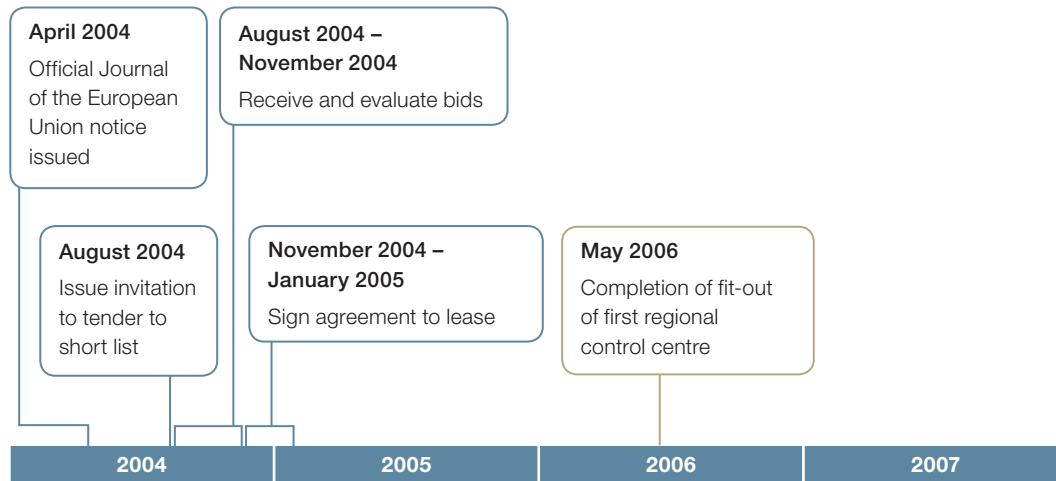 April 2004
Official Journal
of the European
Union notice
issued
August 2004 –
November 2004
Receive and evaluate bids
August 2004
Issue invitation
to tender to
short list
November 2004 –
January 2005
Sign agreement to lease
May 2006
Completion of fit-out
of first regional
control centre
2004
2005
2006
2007